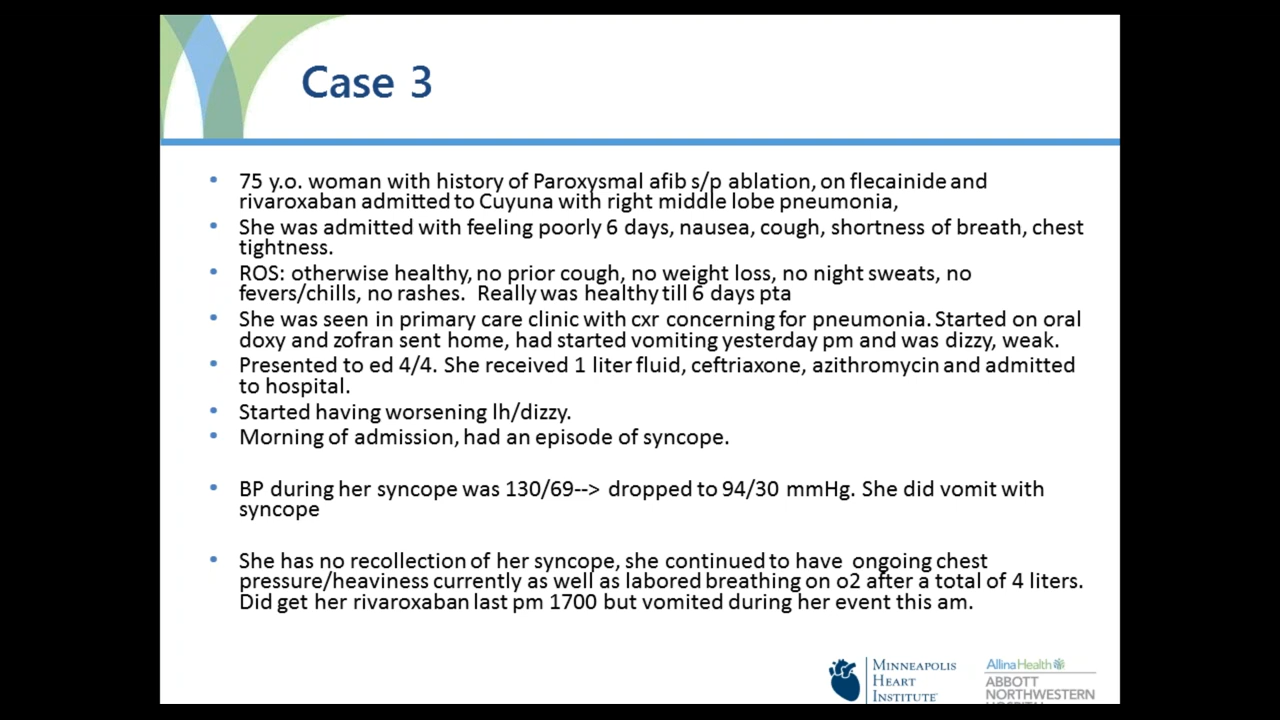 Case 3
• 75 y.o. woman with history of Paroxysmal afib s/p ablation, on flecainide and
rivaroxaban admitted to Cuyuna with right middle lobe pneumonia,
• She was admitted with feeling poorly 6 days, nausea, cough, shortness of breath, chest
tightness.
• ROS: otherwise healthy, no prior cough, no weight loss, no night sweats, no
fevers/chills, no rashes.  Really was healthy till 6 days pta
• She was seen in primary care clinic with cxr concerning for pneumonia. Started on oral
doxy and zofran sent home, had started vomiting yesterday pm and was dizzy, weak.
• Presented to ed 4/4. She received 1 liter fluid, ceftriaxone, azithromycin and admitted
to hospital.
• Started having worsening lh/dizzy.
• Morning of admission, had an episode of syncope.
• BP during her syncope was 130/69--> dropped to 94/30 mmHg. She did vomit with
syncope
• She has no recollection of her syncope, she continued to have  ongoing chest
pressure/heaviness currently as well as labored breathing on o2 after a total of 4 liters.
Did get her rivaroxaban last pm 1700 but vomited during her event this am.
MINNEAPOLIS
HEART
INSTITUTE
Allina Health
ABBOTT
NORTHWESTERN
HOSPITAL